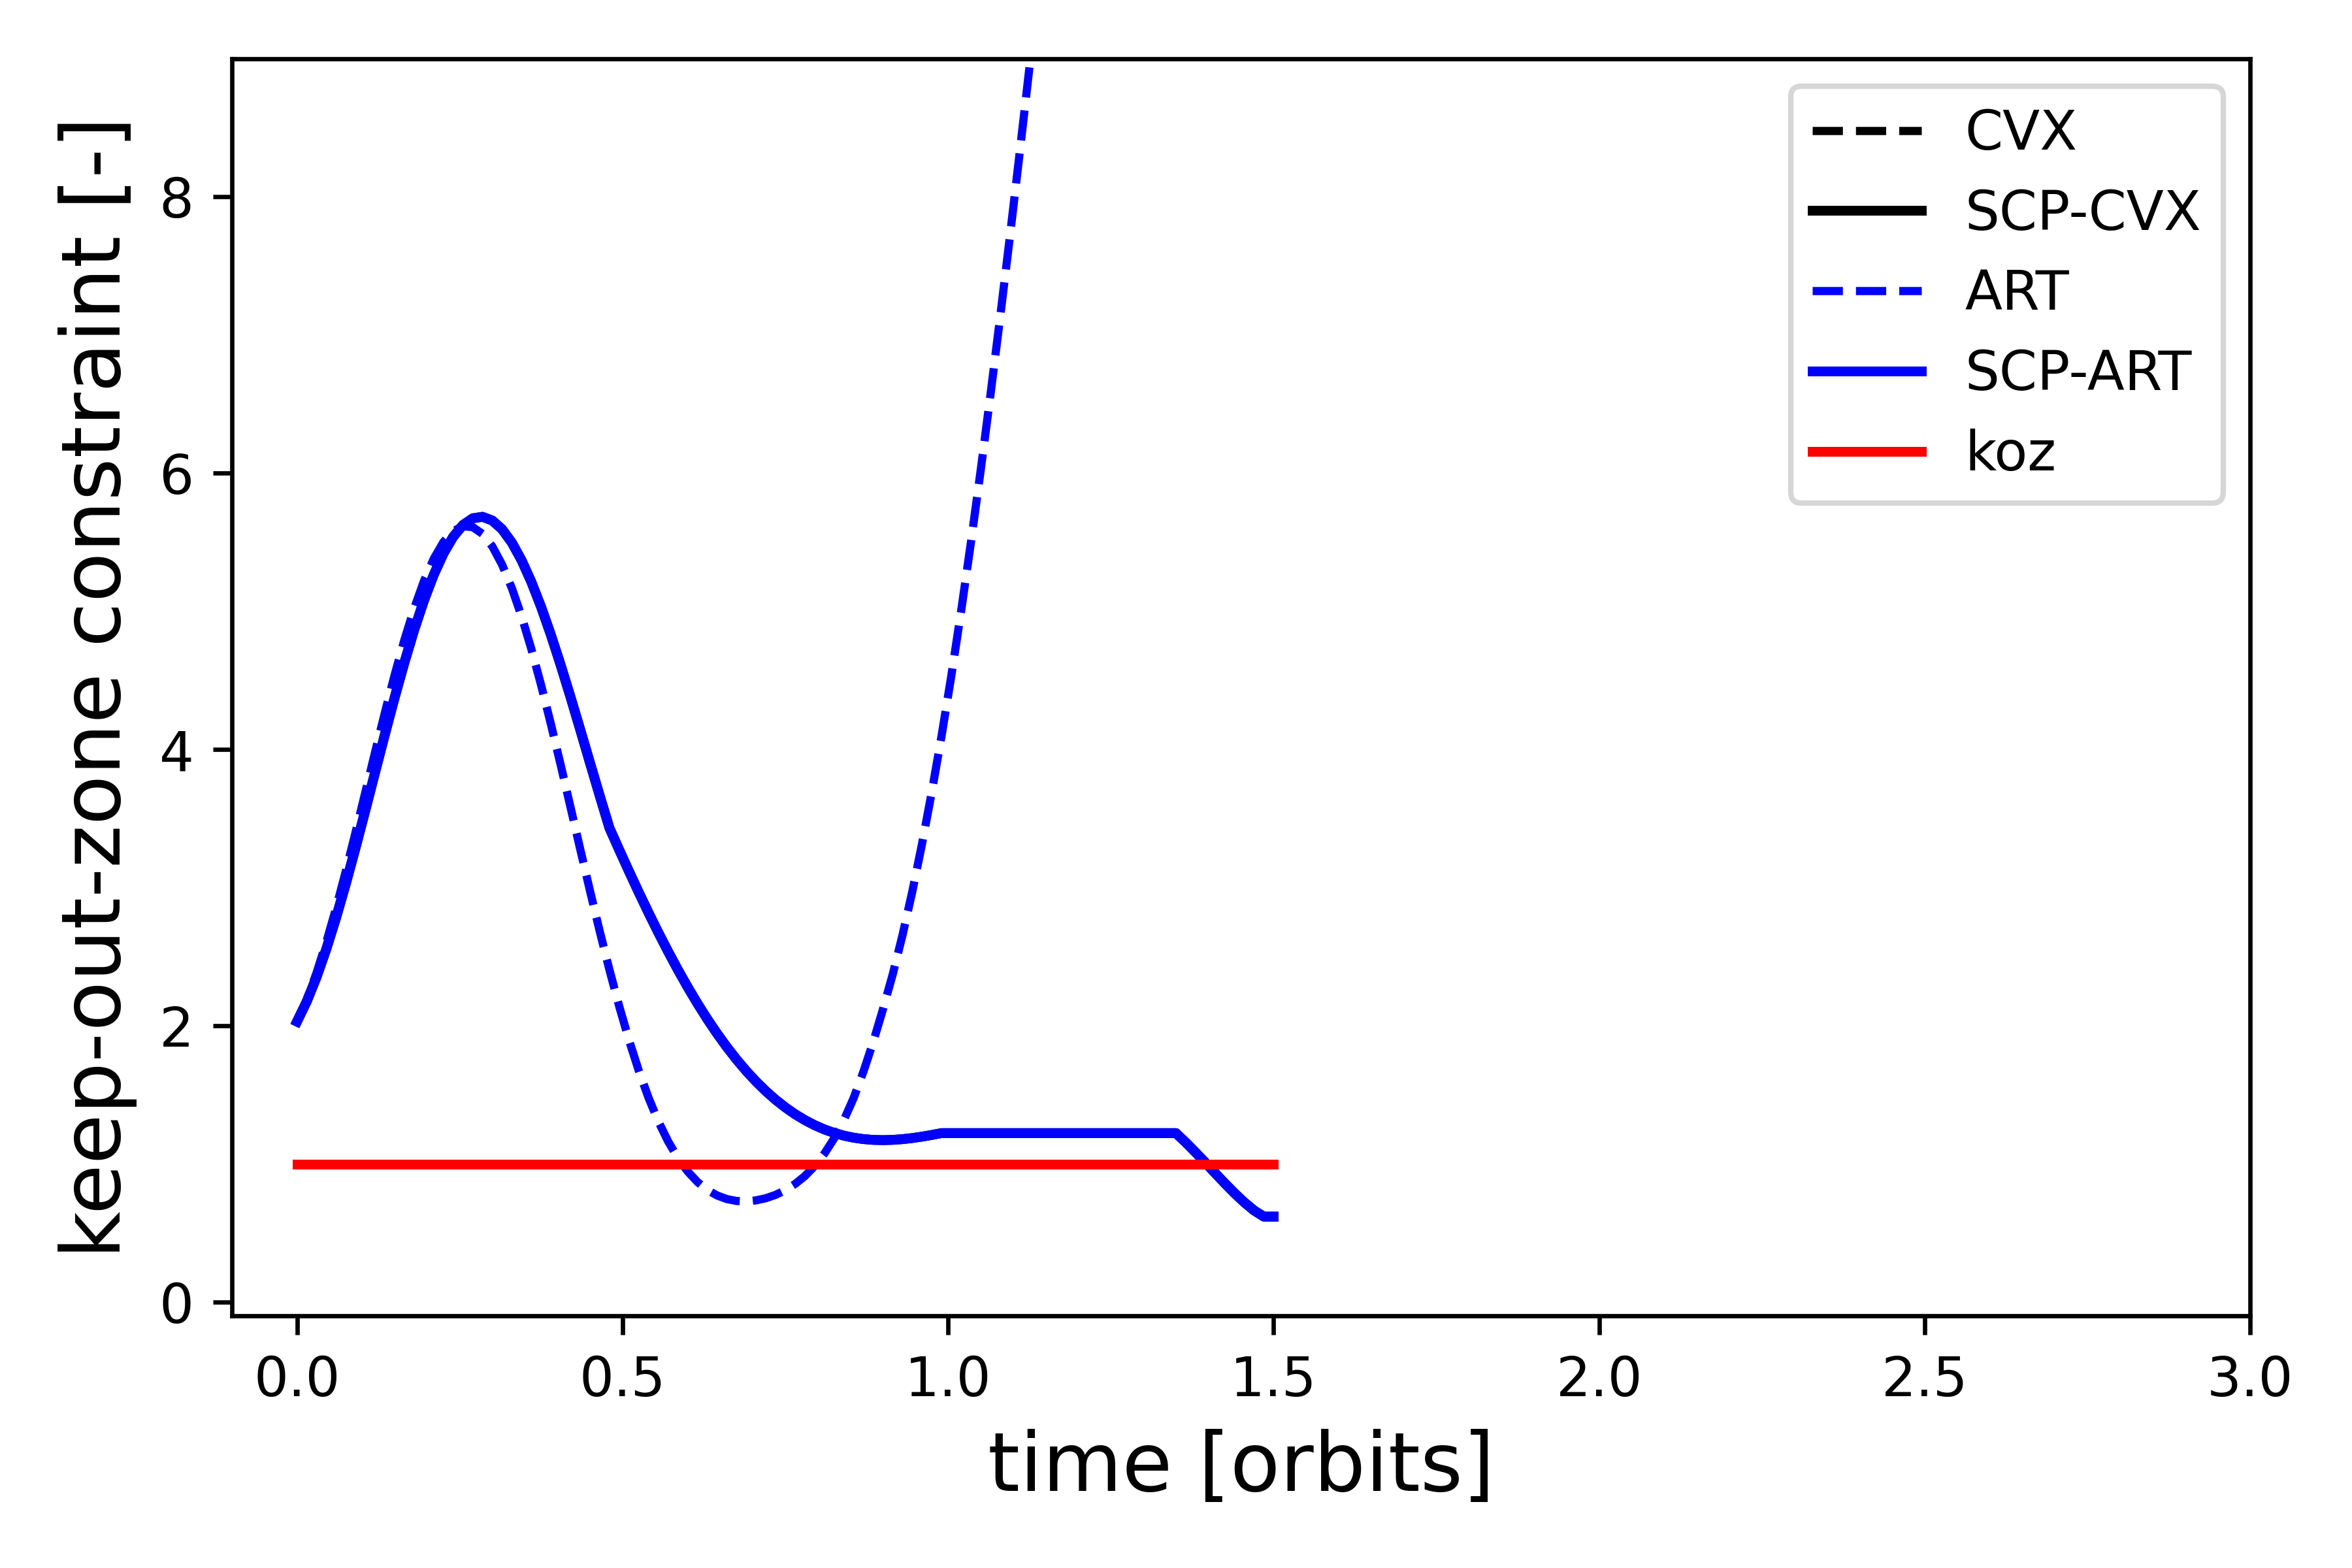 keep-out-zone constraint [-]
8
6
4
2
0
0.0 0.5 1.0 1.5 2.0 2.5 3.0
time [orbits]
CVX
SCP-CVX
ART
SCP-ART
koz